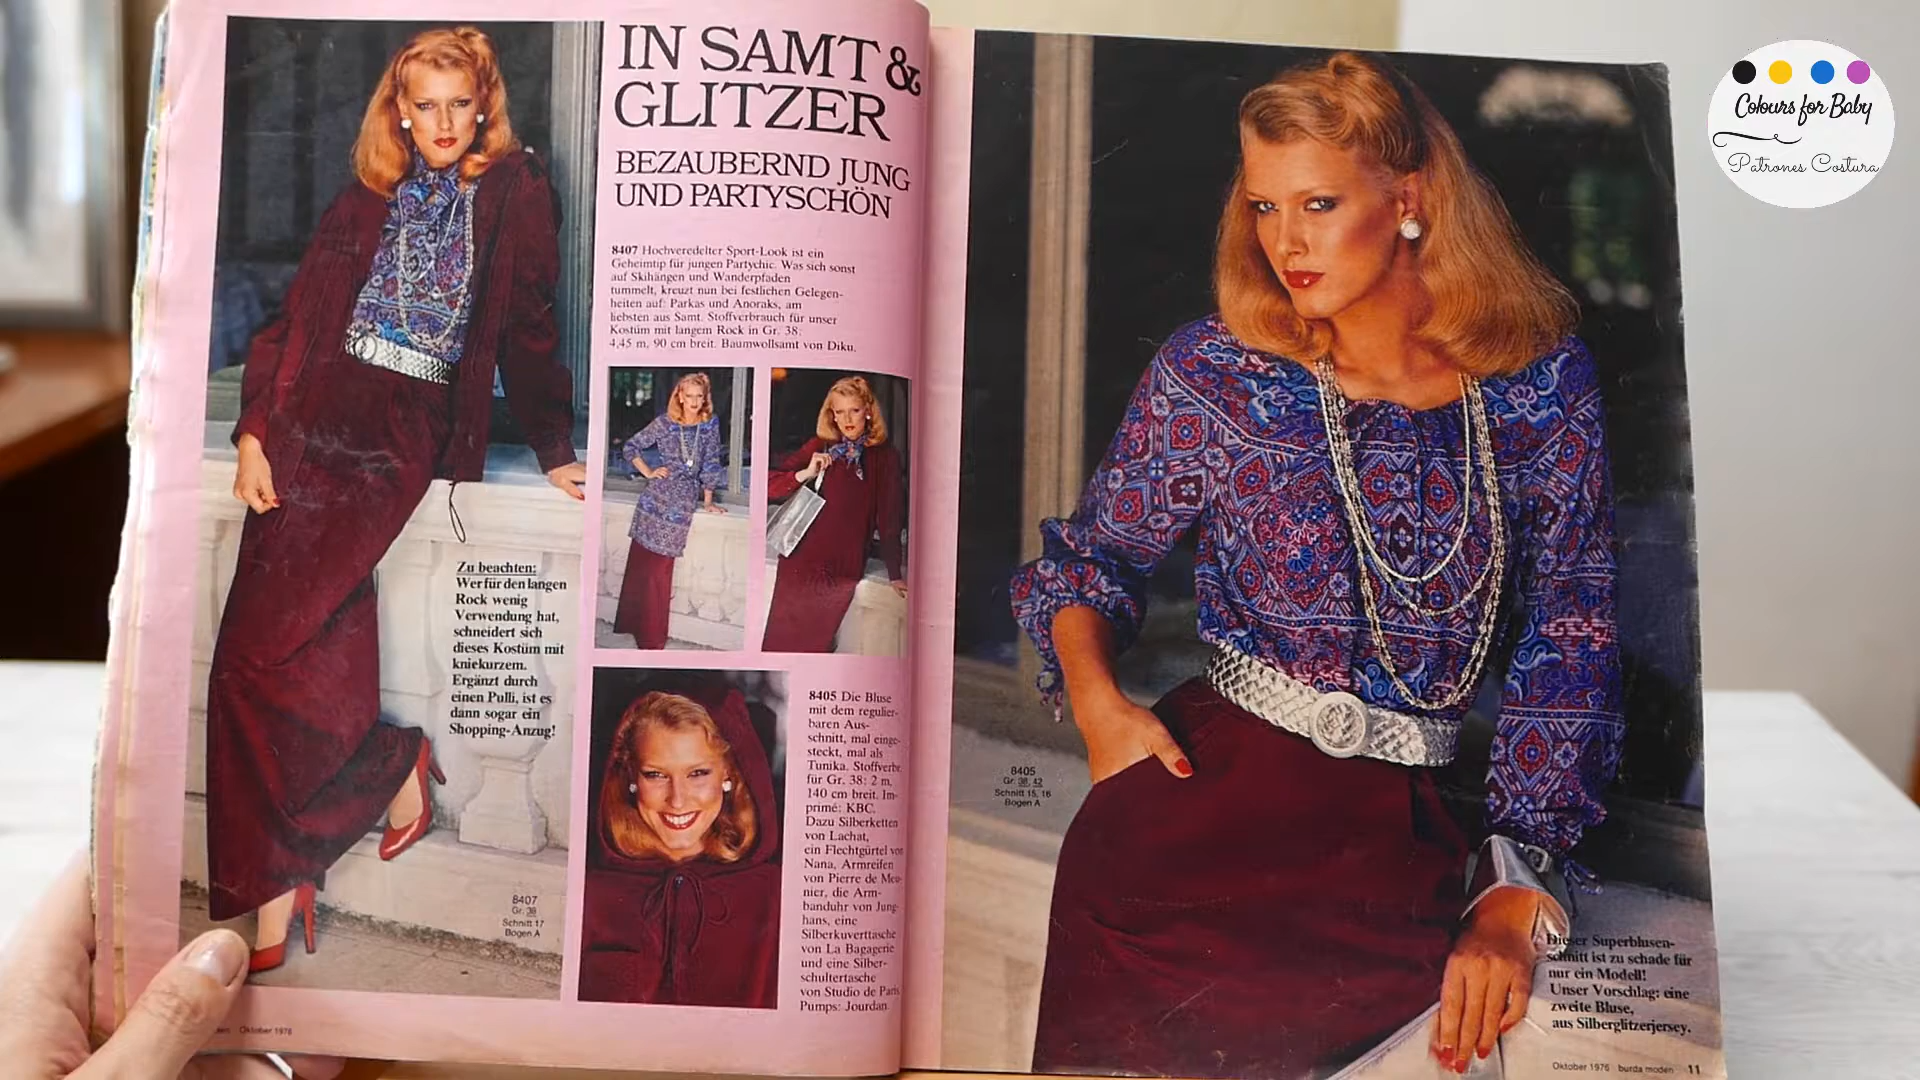 IN SAMT &
GLITZER
BEZAUBERND JUNG
UND PARTYSCHÖN
8407 Hochveredelter Sport-Look ist ein
Geheimtip für jungen Partychic. Was sich sonst
auf Skihängen und Wanderpfaden
tummelt, kreuzt nun bei festlichen Gelegen-
heiten auf: Parkas und Anoraks, am
liebsten aus Samt. Stoffverbrauch für unser
Kostüm mit langem Rock in Gr. 38:
4,45 m, 90 cm breit. Baumwollsamt von Diku.
Zu beachten:
Wer für den langen
Rock wenig
Verwendung hat,
schneidert sich
dieses Kostüm mit
kniekurzem.
Ergänzt durch
einen Pulli, ist es
dann sogar ein
Shopping-Anzug!
8407
Gr. 38
Schnitt 17
Bogen A
8405 Die Bluse
mit dem regulier-
baren Aus-
schnitt, mal einge-
steckt, mal als
Tunika. Stoffverbr.
für Gr. 38: 2 m,
140 cm breit. Im-
primé: KBC.
Dazu Silberketten
von Lachat,
ein Flechtgürtel von
Nana, Armreifen
von Pierre de Meu-
nier, die Arm-
banduhr von Jung-
hans, eine
Silberkuverttasche
von La Bagagerie
und eine Silber-
schultertasche
von Studio de Paris
Pumps: Jourdan
Oktober 1976
8405
Gr. 38, 42
Schnitt 15, 16
Bogen A
Dieser Superblusen-
schnitt ist zu schade für
nur ein Modell!
Unser Vorschlag: eine
zweite Bluse,
aus Silberglitzerjersey.
Oktober 1976 burda moden 11
Colours for Baby
Patrones Costura